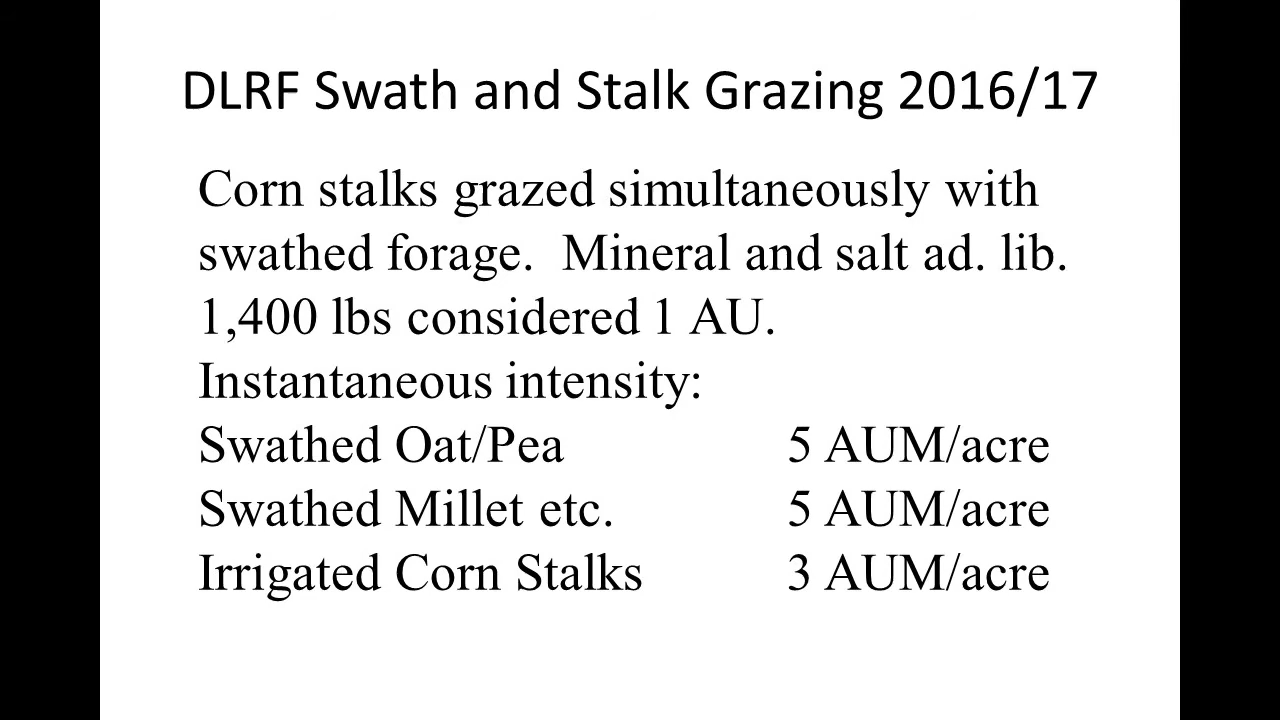 DLRF Swath and Stalk Grazing 2016/17
Corn stalks grazed simultaneously with
swathed forage.  Mineral and salt ad. lib.
1,400 lbs considered 1 AU.
Instantaneous intensity:
Swathed Oat/Pea 5 AUM/acre
Swathed Millet etc. 5 AUM/acre
Irrigated Corn Stalks 3 AUM/acre